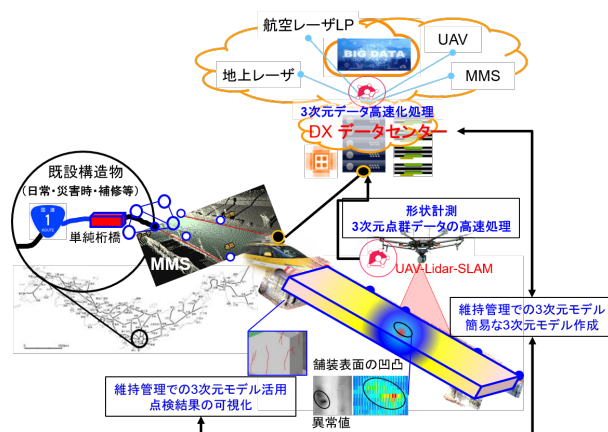 航空レーザLP
UAV
BIG DATA
地上レーザ
MMS
3次元データ高速化処理
DX データセンター
既設構造物
(日常・災害時・補修等)
国道
1
ROUTE
単純桁橋
MMS
形状計測
3次元点群データの高速処理
UAV-Lidar-SLAM
維持管理での3次元モデル
簡易な3次元モデル作成
舗装表面の凹凸
維持管理での3次元モデル活用
点検結果の可視化
異常値